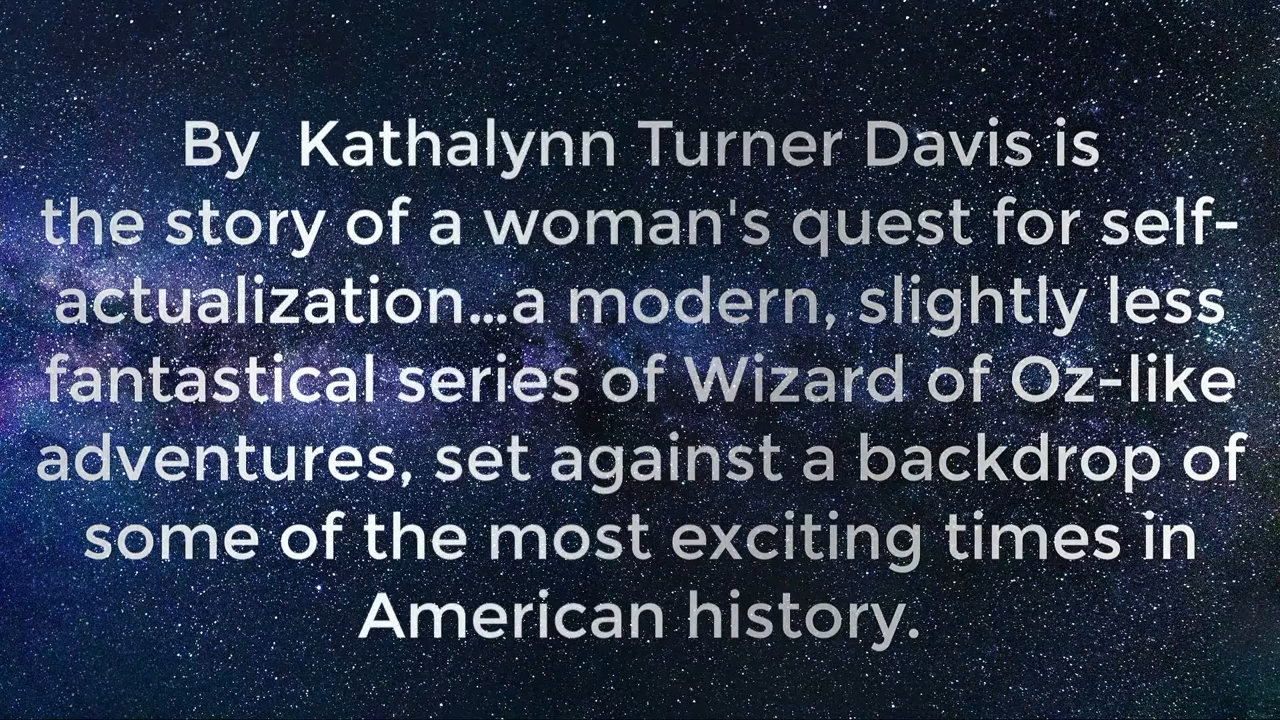 By  Kathalynn Turner Davis is
the story of a woman's quest for self-
actualization...a modern, slightly less
fantastical series of Wizard of Oz-like
adventures, set against a backdrop of
some of the most exciting times in
American history.